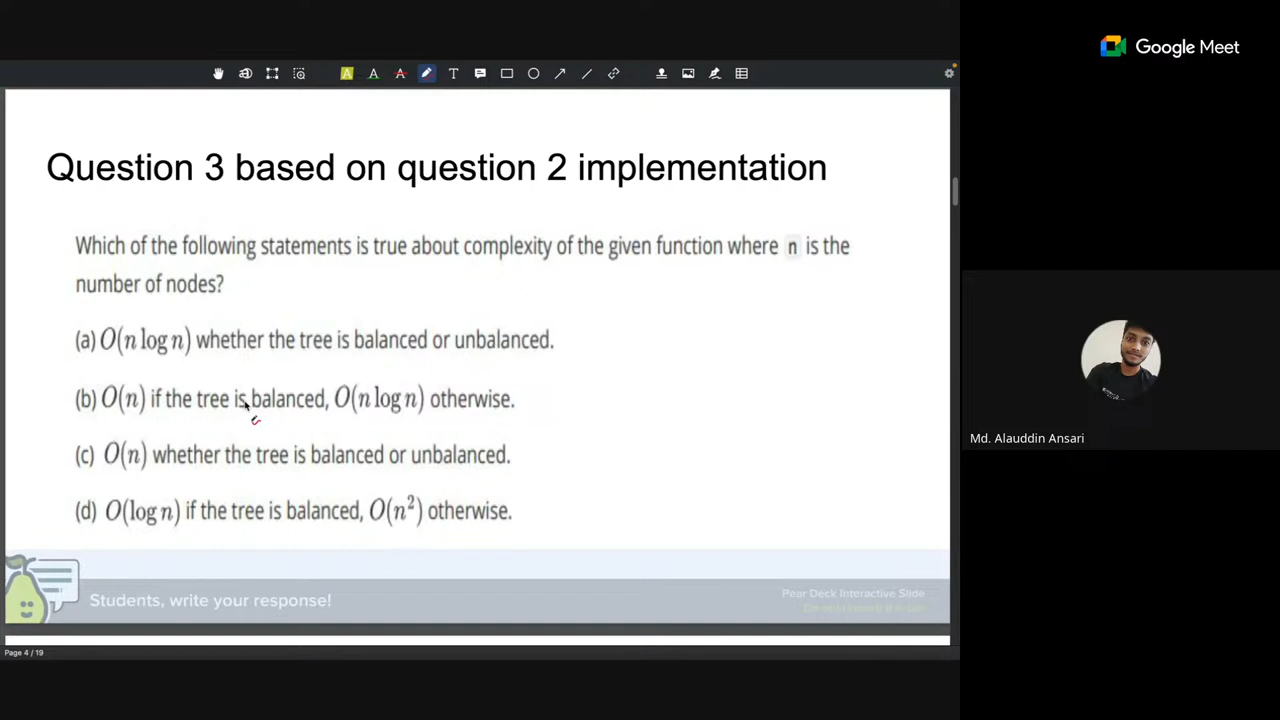 Google Meet
Question 3 based on question 2 implementation
Which of the following statements is true about complexity of the given function where n is the
number of nodes?
(a) O(n log n) whether the tree is balanced or unbalanced.
(b) O(n) if the tree is balanced, O(n log n) otherwise.
(c) O(n) whether the tree is balanced or unbalanced.
(d) O(log n) if the tree is balanced, O(n²) otherwise.
Students, write your response!
Pear Deck Interactive Slide
Page 4 / 19
Md. Alauddin Ansari